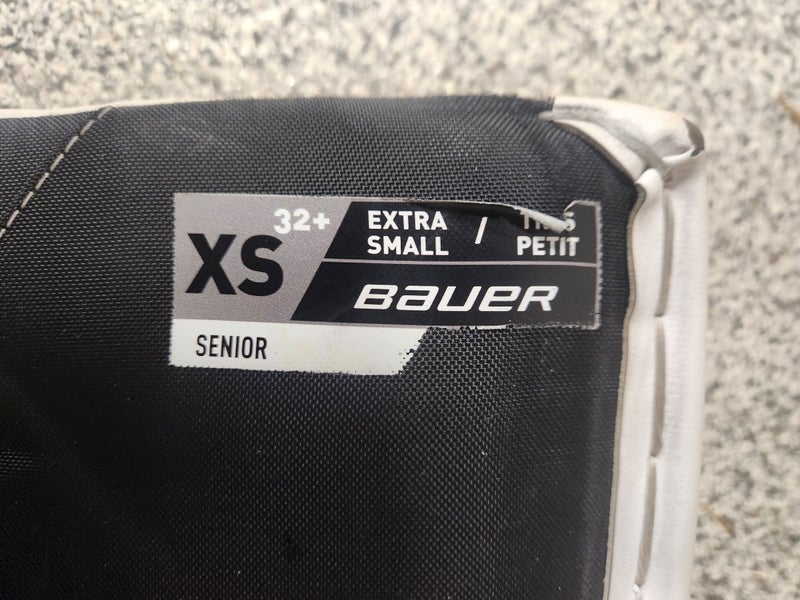 XS 32+
EXTRA SMALL /
PETIT
BAUER
SENIOR